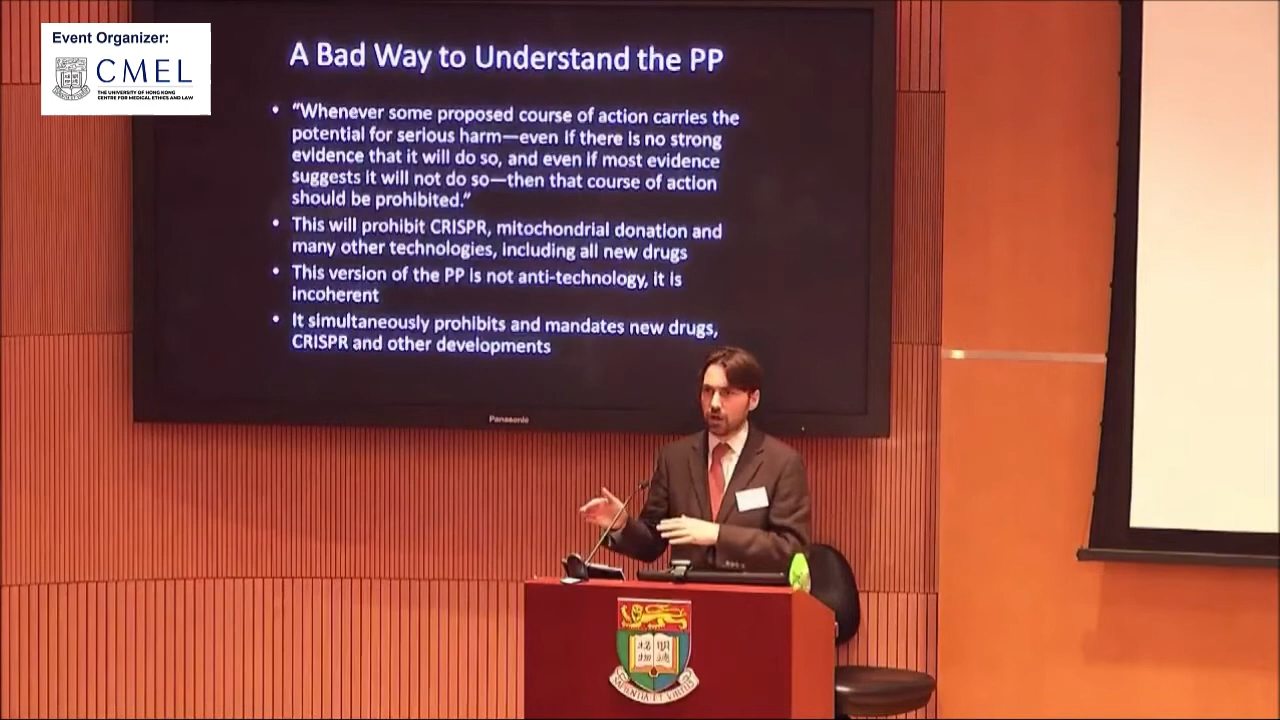 Event Organizer:
CMEL
THE UNIVERSITY OF HONG KONG
CENTRE FOR MEDICAL ETHICS AND LAW
A Bad Way to Understand the PP
• “Whenever some proposed course of action carries the
potential for serious harm—even if there is no strong
evidence that it will do so, and even if most evidence
suggests it will not do so—then that course of action
should be prohibited.”
• This will prohibit CRISPR, mitochondrial donation and
many other technologies, including all new drugs
• This version of the PP is not anti-technology, it is
incoherent
• It simultaneously prohibits and mandates new drugs,
CRISPR and other developments
Panasonic
SAPIENTIA ET VIRTUS